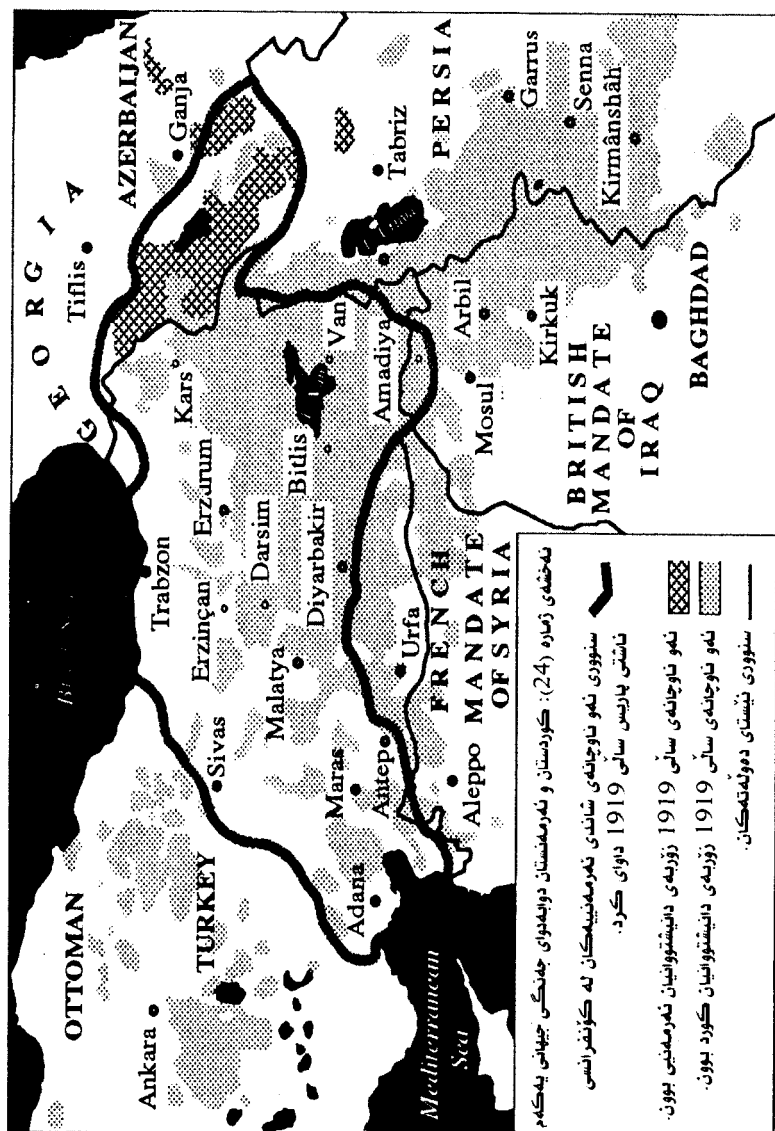 GEORGIA
Tiflis
AZERBAIJAN
Ganja
Black Sea
Trabzon
Kars
Erzurum
Erzinçan
Darsim
Sivas
Malatya
Bitlis
Van
Tabriz
PERSIA
Garrus
Senna
Kirmânshâh
OTTOMAN
TURKEY
Ankara
Maras
Adana
Antep
Urfa
Diyarbakir
Amadiya
Arbil
Mosul
Kirkuk
Aleppo
FRENCH
MANDATE
OF SYRIA
BRITISH
MANDATE
OF
IRAQ
BAGHDAD
Mediterranean
Sea
نەخشەی ژمارە (24): کوردستان و ئەرمەنستان دوابەدوای جەنگی جیهانی یەکەم
سنووری ئەو ناوچانەی شاندی ئەرمەنییەکان لە کۆنفرانسی
ئاشتی پاریس ساڵی 1919 داوای کرد.
ئەو ناوچانەی ساڵی 1919 زۆربەی دانیشتووانیان ئەرمەنیی بوون.
ئەو ناوچانەی ساڵی 1919 زۆربەی دانیشتووانیان کورد بوون.
سنووری ئێستای دەوڵەتەکان.